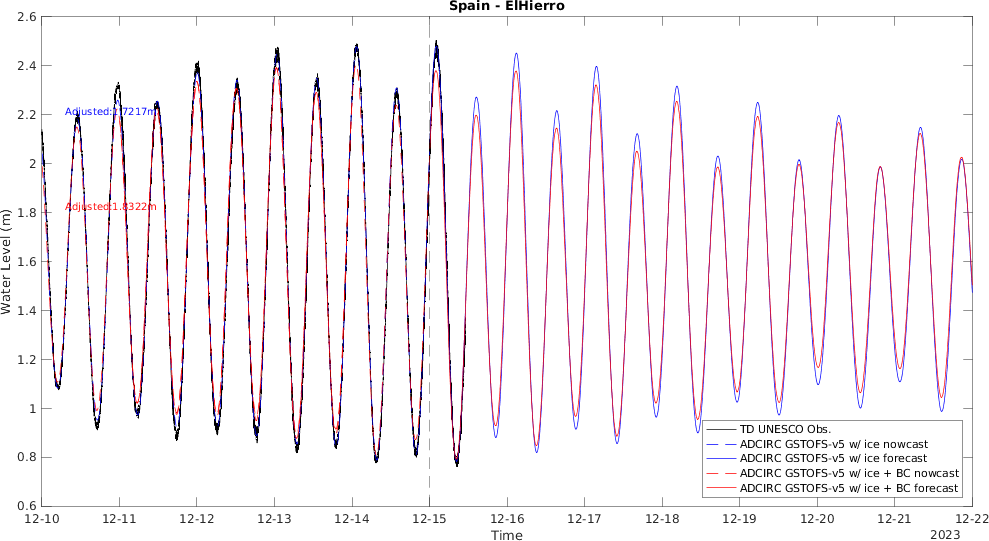 Spain - ElHierro
2.6
2.4
2.2
2
1.8
1.6
1.4
1.2
1
0.8
0.6
Water Level (m)
Adjusted:1.7217m
Adjusted:1.8322m
TD UNESCO Obs.
ADCIRC GSTOFS-v5 w/ ice nowcast
ADCIRC GSTOFS-v5 w/ ice forecast
ADCIRC GSTOFS-v5 w/ ice + BC nowcast
ADCIRC GSTOFS-v5 w/ ice + BC forecast
12-10 12-11 12-12 12-13 12-14 12-15 12-16 12-17 12-18 12-19 12-20 12-21 12-22
Time
2023